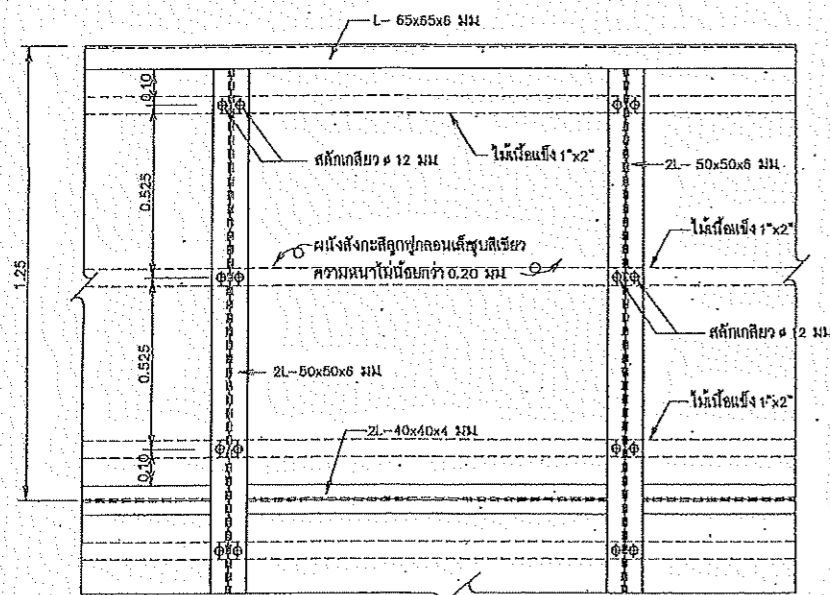 L- 65x65x6 มม
0.10
สลักเกลียว ø 12 มม
ไม้เนื้อแข็ง 1"x2"
2L- 50x50x6 มม
0.525
ไม้เนื้อแข็ง 1"x2"
ผนังสังกะสีลูกฟูกลอนเล็กชุบสีเขียว
ความหนาไม่น้อยกว่า 0.20 มม
1.25
สลักเกลียว ø 12 มม
0.525
2L-50x50x6 มม
ไม้เนื้อแข็ง 1"x2"
2L-40x40x4 มม
0.10